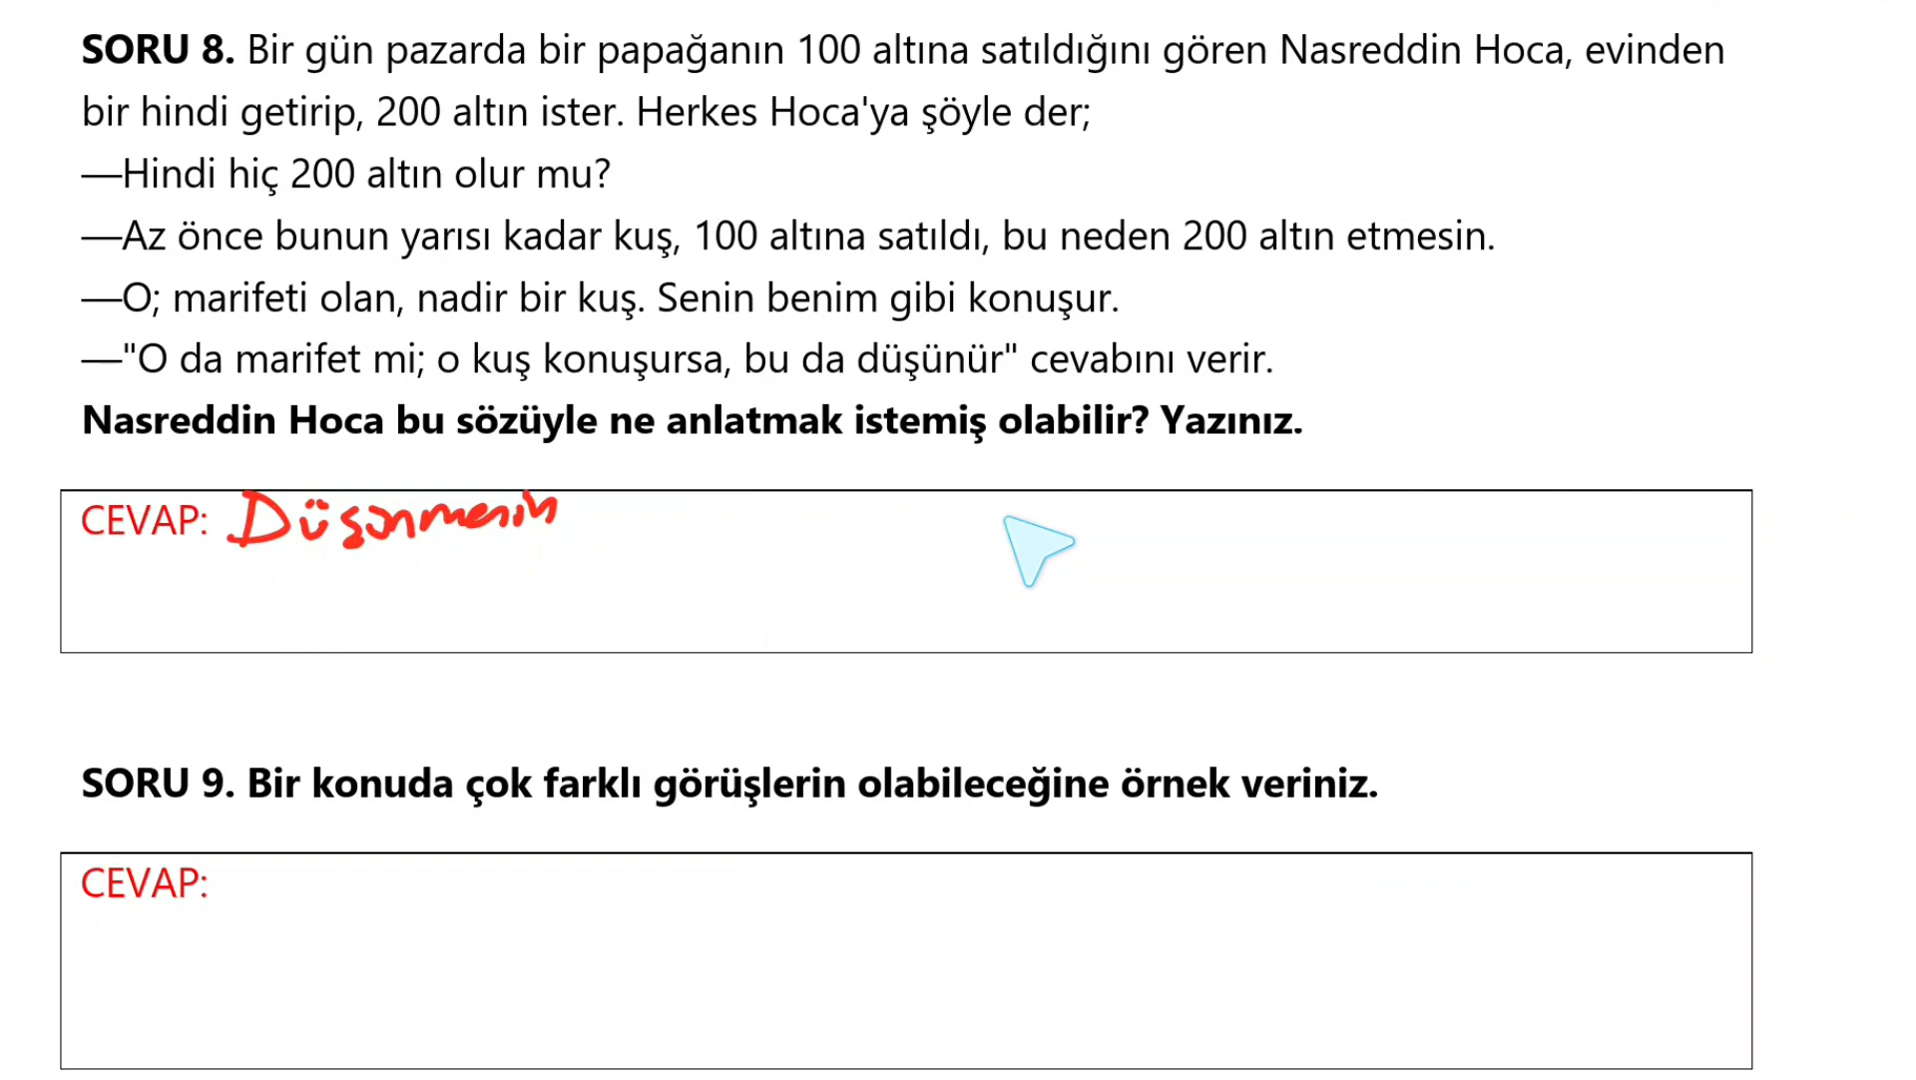 SORU 8. Bir gün pazarda bir papağanın 100 altına satıldığını gören Nasreddin Hoca, evinden
bir hindi getirip, 200 altın ister. Herkes Hoca'ya şöyle der;
—Hindi hiç 200 altın olur mu?
—Az önce bunun yarısı kadar kuş, 100 altına satıldı, bu neden 200 altın etmesin.
—O; marifeti olan, nadir bir kuş. Senin benim gibi konuşur.
—"O da marifet mi; o kuş konuşursa, bu da düşünür" cevabını verir.
Nasreddin Hoca bu sözüyle ne anlatmak istemiş olabilir? Yazınız.
CEVAP: Düşünmenin
SORU 9. Bir konuda çok farklı görüşlerin olabileceğine örnek veriniz.
CEVAP: